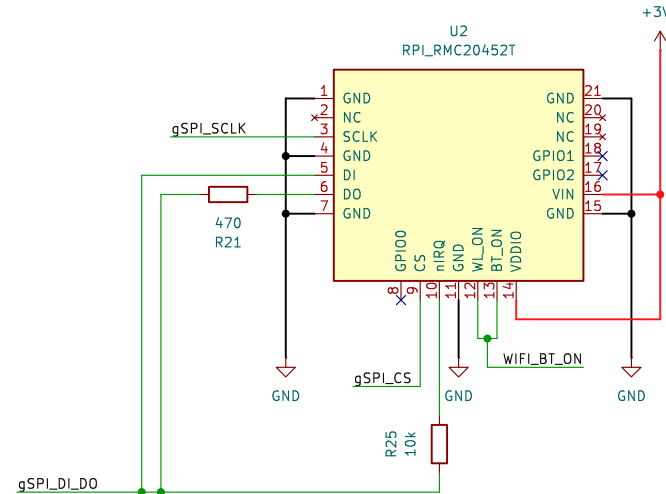 +3V
U2
RPI_RMC20452T
1 GND GND 21
2 NC NC 20
gSPI_SCLK 3 SCLK NC 19
4 GND GPIO1 18
5 DI GPIO2 17
6 DO VIN 16
7 GND GND 15
470
R21
GPIO0 CS nIRQ GND WL_ON BT_ON VDDIO
8 9 10 11 12 13 14
WIFI_BT_ON
gSPI_CS
GND GND GND
R25 10k
gSPI_DI_DO